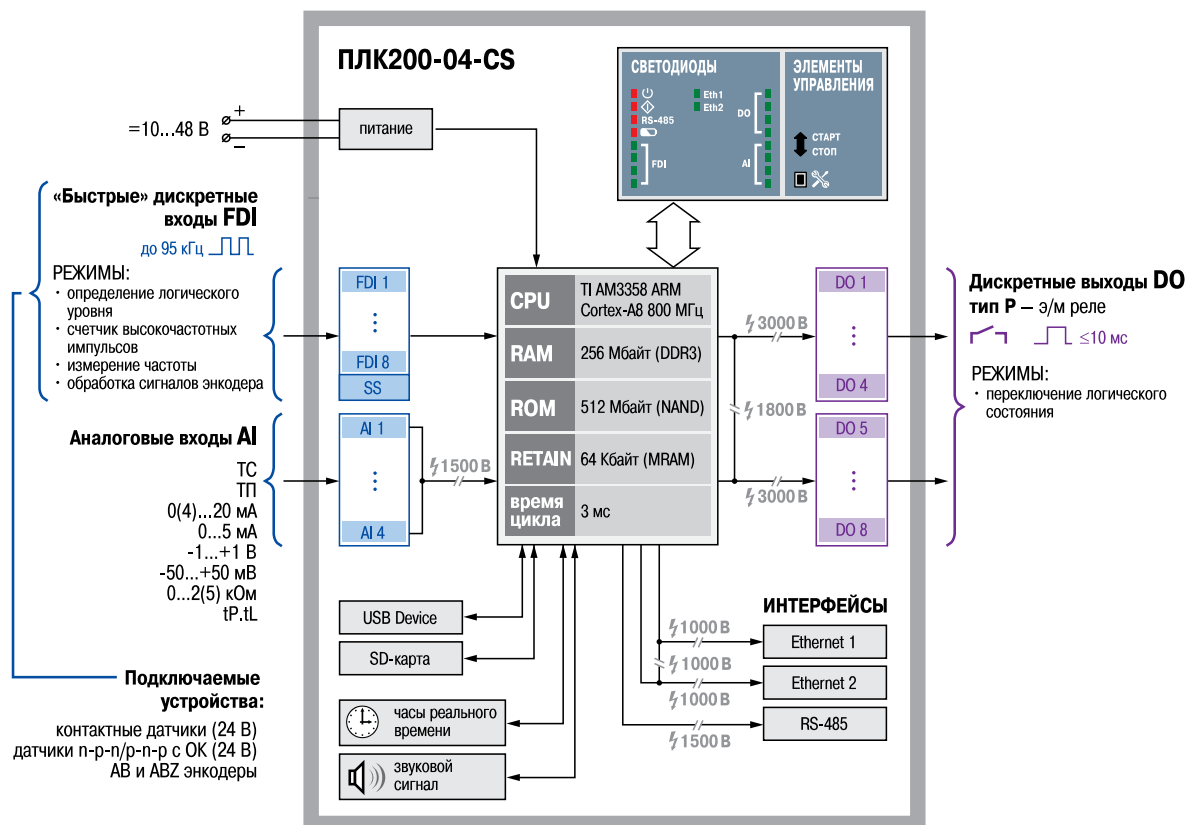 ПЛК200-04-CS
СВЕТОДИОДЫ
Eth1
Eth2
RS-485
DO
FDI
AI
ЭЛЕМЕНТЫ
УПРАВЛЕНИЯ
СТАРТ
СТОП
=10...48 В
+
−
питание
«Быстрые» дискретные
входы FDI
до 95 кГц
РЕЖИМЫ:
· определение логического
уровня
· счетчик высокочастотных
импульсов
· измерение частоты
· обработка сигналов энкодера
FDI 1
FDI 8
SS
Аналоговые входы AI
ТС
ТП
0(4)...20 мА
0...5 мА
-1...+1 В
-50...+50 мВ
0...2(5) кОм
tP.tL
AI 1
AI 4
1500 В
CPU
TI AM3358 ARM
Cortex-A8 800 МГц
RAM
256 Мбайт (DDR3)
ROM
512 Мбайт (NAND)
RETAIN
64 Кбайт (MRAM)
время
цикла
3 мс
3000 В
1800 В
3000 В
DO 1
DO 4
DO 5
DO 8
Дискретные выходы DO
тип Р – э/м реле
≤10 мс
РЕЖИМЫ:
· переключение логического
состояния
Подключаемые
устройства:
контактные датчики (24 В)
датчики n-p-n/p-n-p с ОК (24 В)
АВ и ABZ энкодеры
USB Device
SD-карта
часы реального
времени
звуковой
сигнал
ИНТЕРФЕЙСЫ
1000 В
Ethernet 1
1000 В
Ethernet 2
1000 В
RS-485
1500 В